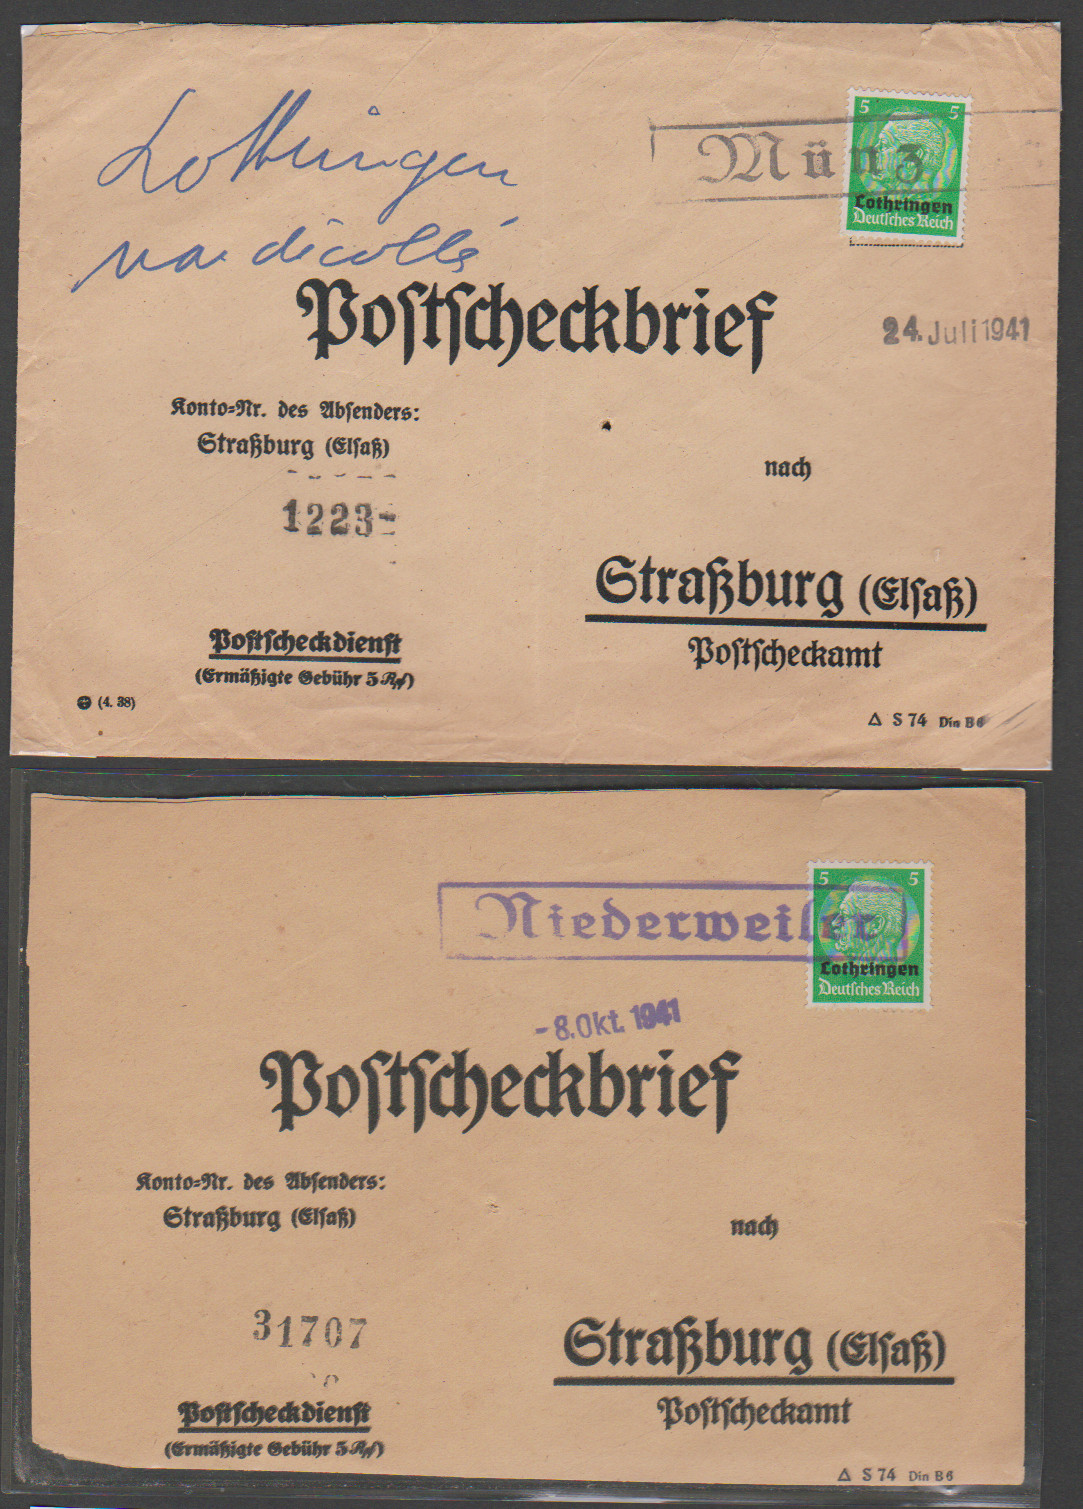 5 5
Lothringen
Münz
Lothringen
Deutsches Reich
Postscheckbrief
24. Juli 1941
Konto=Nr. des Absenders:
Straßburg (Elsaß)
nach
1223
Straßburg (Elsaß)
Postscheckamt
Postscheckdienst
(Ermäßigte Gebühr 5 Rpf)
(4. 38)
Δ S 74 Din B 6
5 5
Niederweiler
Lothringen
Deutsches Reich
-8. Okt. 1941
Postscheckbrief
Konto=Nr. des Absenders:
Straßburg (Elsaß)
nach
31707
Straßburg (Elsaß)
Postscheckamt
Postscheckdienst
(Ermäßigte Gebühr 5 Rpf)
Δ S 74 Din B 6